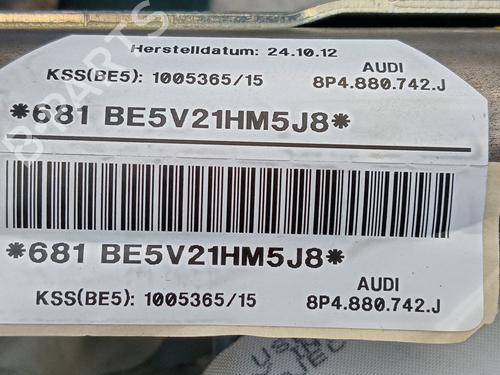 B-PARTS
Herstelldatum: 24.10.12
KSS(BE5): 1005365/15
AUDI
8P4.880.742.J
*681 BE5V21HM5J8*
*681 BE5V21HM5J8*
KSS(BE5): 1005365/15
AUDI
8P4.880.742.J